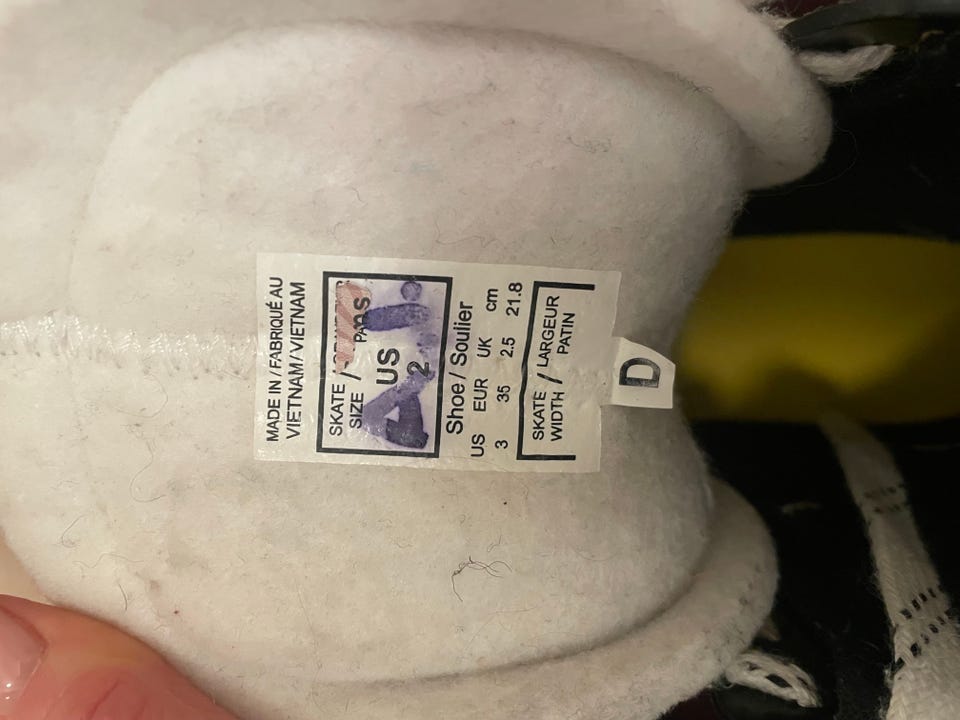 MADE IN / FABRIQUÉ AU
VIETNAM/VIETNAM
SKATE /
SIZE
US
2
Shoe / Soulier
US EUR UK cm
3 35 2.5 21.8
SKATE / LARGEUR
WIDTH PATIN
D